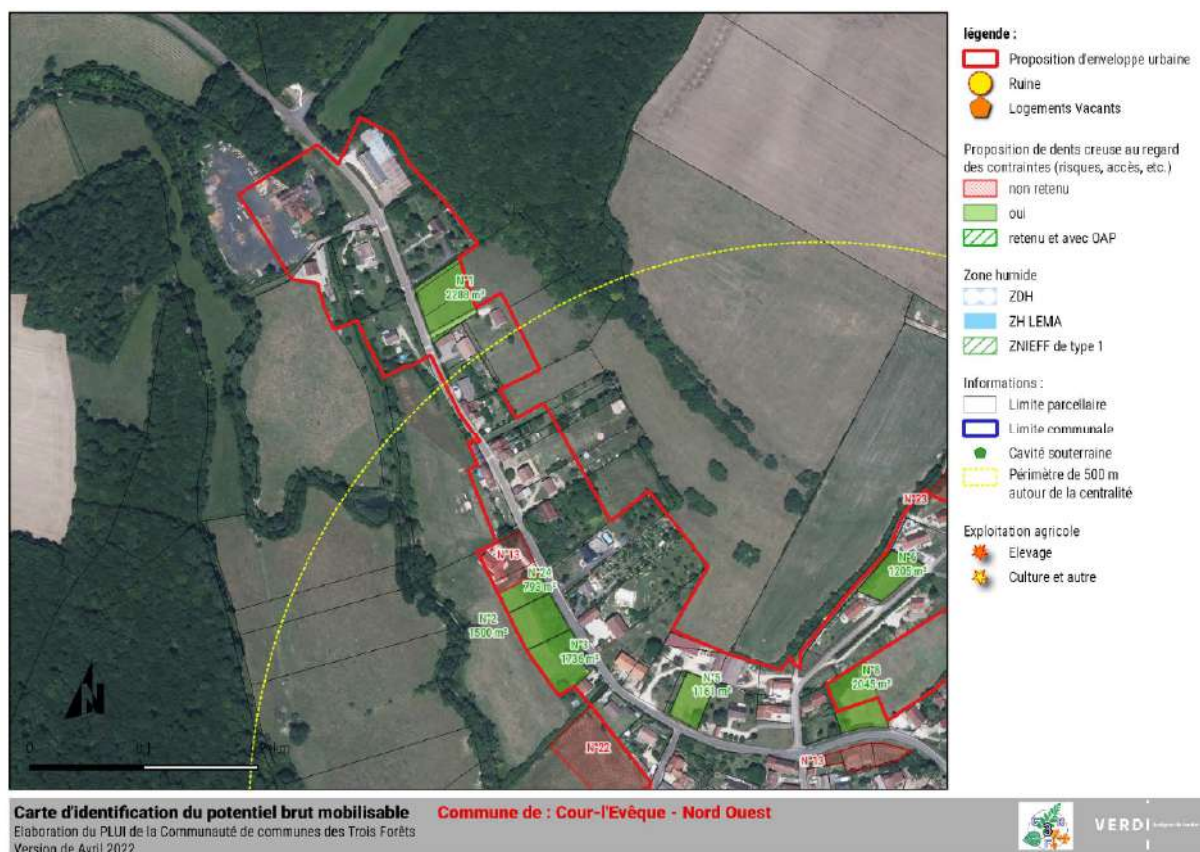 légende :
Proposition d'enveloppe urbaine
Ruine
Logements Vacants
Proposition de dents creuse au regard
des contraintes (risques, accès, etc.)
non retenu
oui
retenu et avec OAP
Zone humide
ZDH
ZH LEMA
ZNIEFF de type 1
Informations :
Limite parcellaire
Limite communale
Cavité souterraine
Périmètre de 500 m
autour de la centralité
Exploitation agricole
Elevage
Culture et autre
N°1
N°23
1205 m²
N°13
N°24
793 m²
N°2
1500 m²
N°3
1736 m²
N°5
1161 m²
N°8
2045 m²
N°22
N
0
km
Carte d'identification du potentiel brut mobilisable
Commune de : Cour-l'Evêque - Nord Ouest
Elaboration du PLUI de la Communauté de communes des Trois Forêts
Version de Avril 2022
VERDI